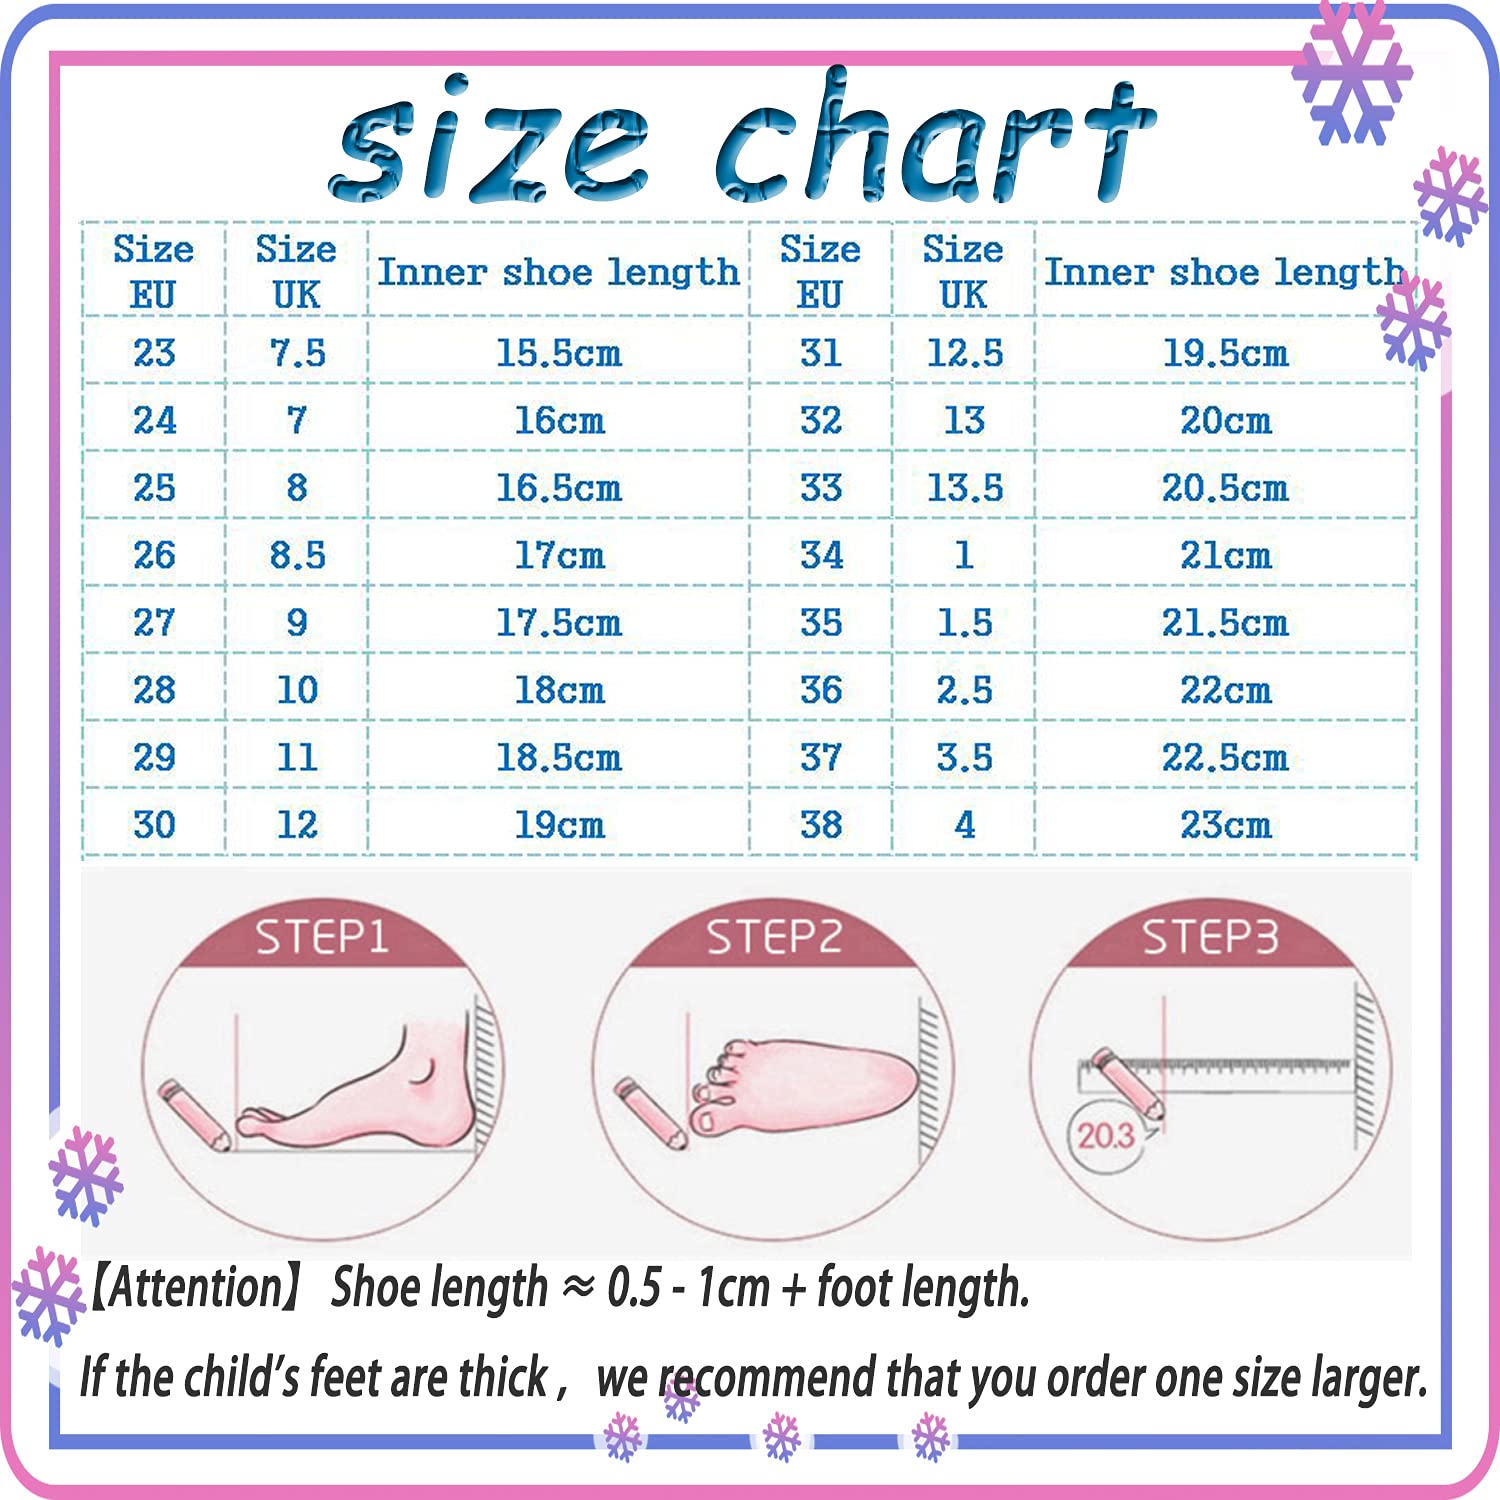 size chart
Size EU Size UK Inner shoe length Size EU Size UK Inner shoe length
23 7.5 15.5cm 31 12.5 19.5cm
24 7 16cm 32 13 20cm
25 8 16.5cm 33 13.5 20.5cm
26 8.5 17cm 34 1 21cm
27 9 17.5cm 35 1.5 21.5cm
28 10 18cm 36 2.5 22cm
29 11 18.5cm 37 3.5 22.5cm
30 12 19cm 38 4 23cm
STEP1 STEP2 STEP3
20.3
【Attention】 Shoe length ≈ 0.5 - 1cm + foot length.
If the child’s feet are thick , we recommend that you order one size larger.